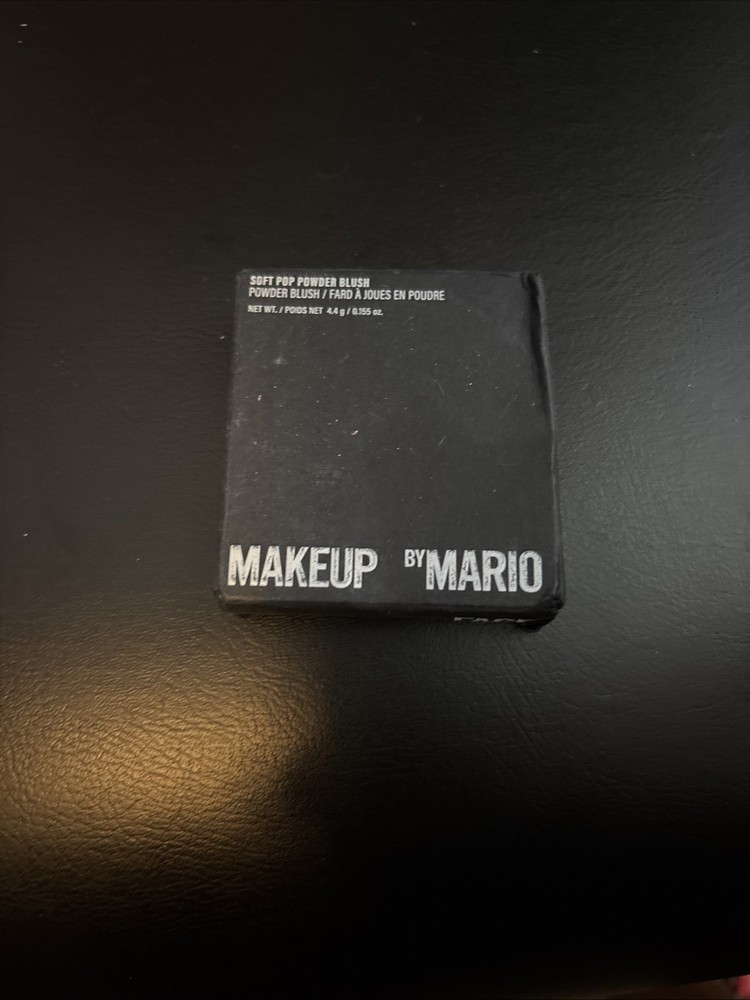 SOFT POP POWDER BLUSH
POWDER BLUSH / FARD À JOUES EN POUDRE
NET WT. / POIDS NET 4.4 g / 0.155 oz.
MAKEUP BY MARIO